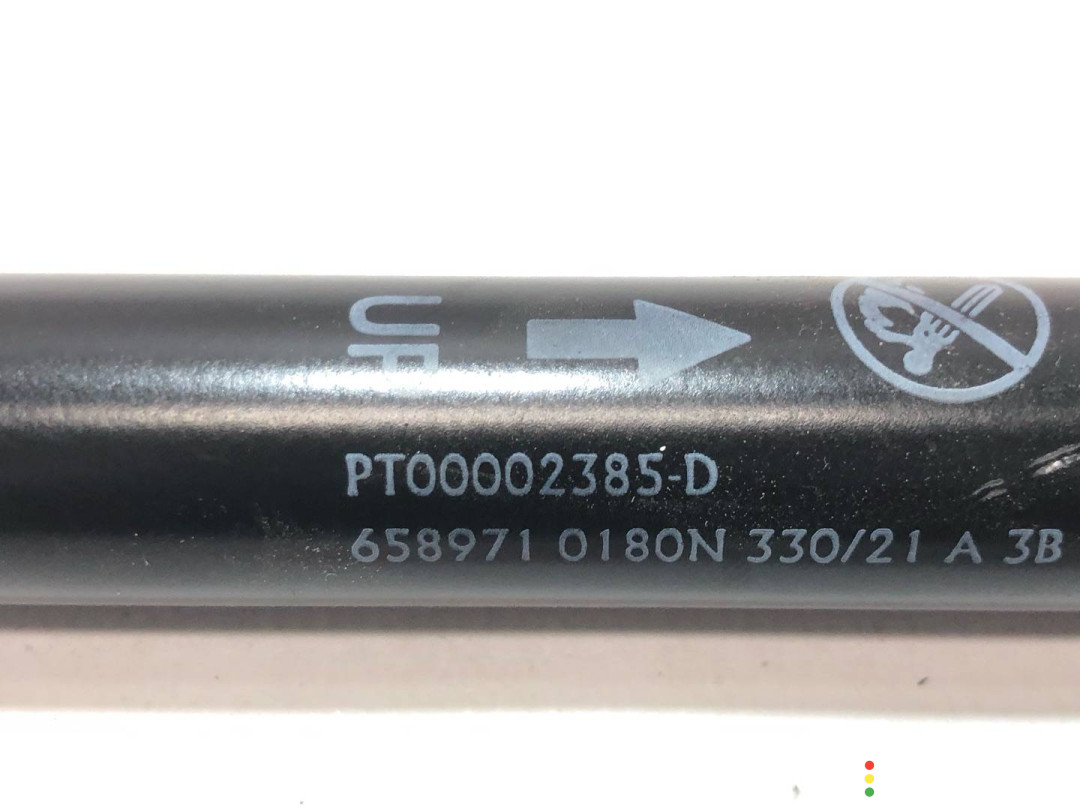 UP
PT00002385-D
658971 0180N 330/21 A 3B